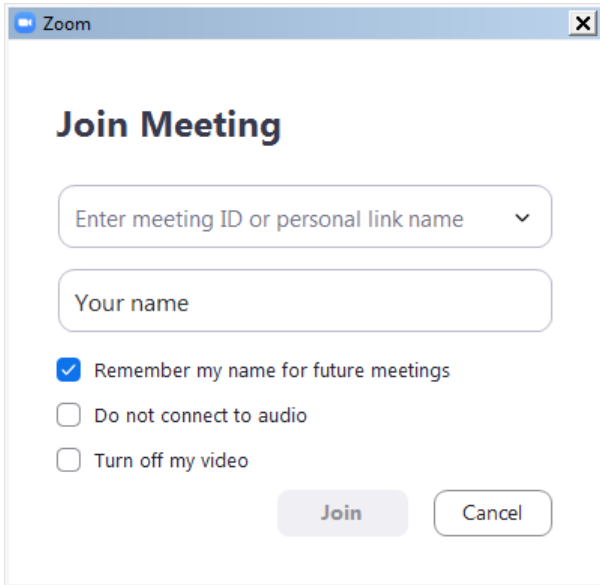 Zoom
Join Meeting
Enter meeting ID or personal link name
Your name
Remember my name for future meetings
Do not connect to audio
Turn off my video
Join Cancel